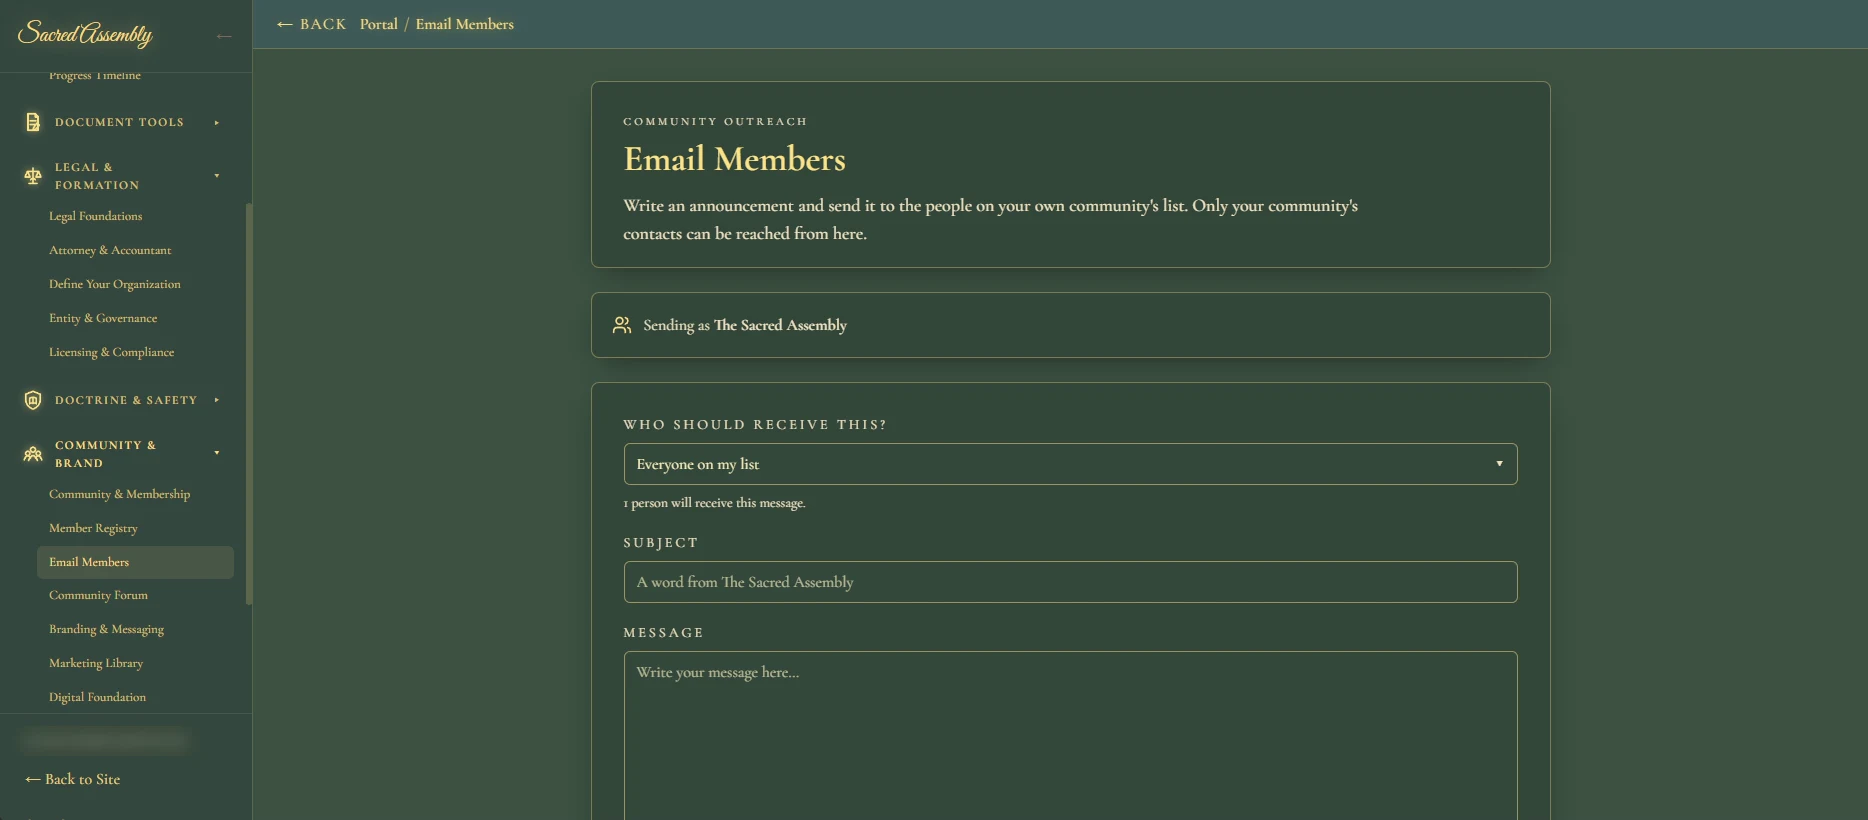 Sacred Assembly
←
Progress Timeline
DOCUMENT TOOLS
LEGAL &
FORMATION
Legal Foundations
Attorney & Accountant
Define Your Organization
Entity & Governance
Licensing & Compliance
DOCTRINE & SAFETY
COMMUNITY &
BRAND
Community & Membership
Member Registry
Email Members
Community Forum
Branding & Messaging
Marketing Library
Digital Foundation
← Back to Site
← BACK Portal / Email Members
COMMUNITY OUTREACH
Email Members
Write an announcement and send it to the people on your own community's list. Only your community's
contacts can be reached from here.
Sending as The Sacred Assembly
WHO SHOULD RECEIVE THIS?
Everyone on my list
1 person will receive this message.
SUBJECT
A word from The Sacred Assembly
MESSAGE
Write your message here...